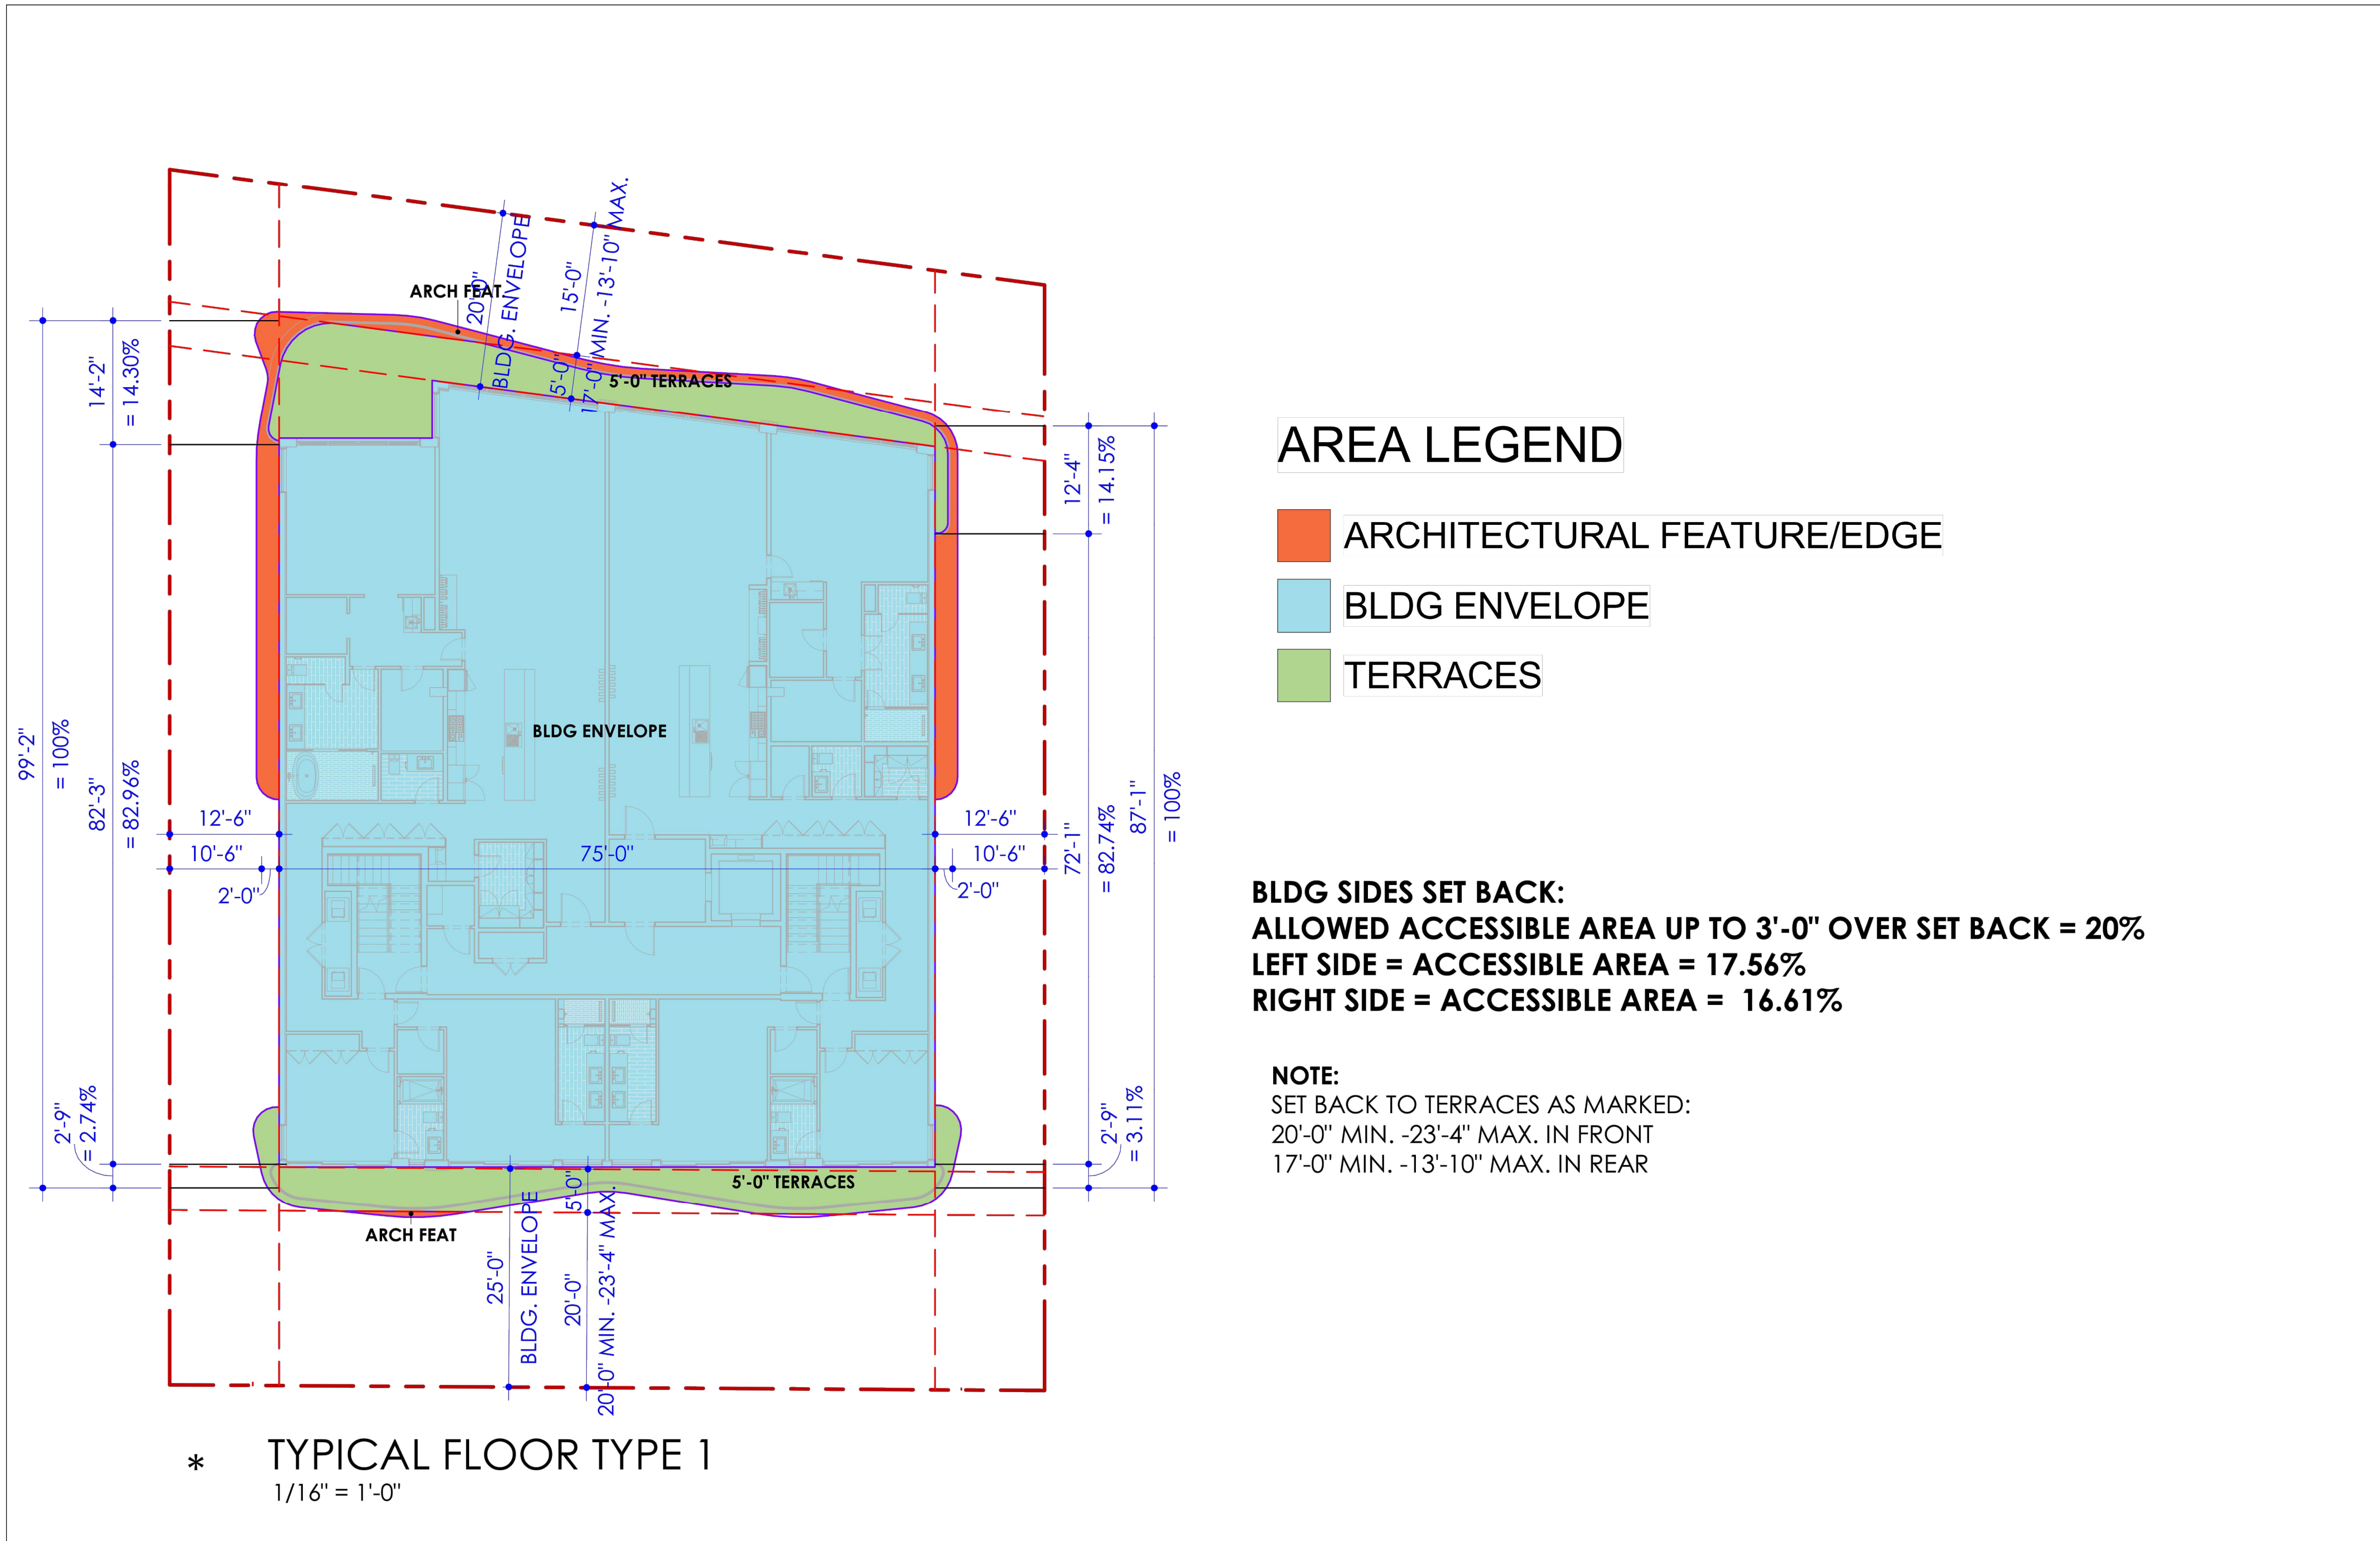 ARCH FEAT.
20'-0"
BLDG. ENVELOPE
15'-0"
17'-0" MIN. -13'-10" MAX.
5'-0"
5'-0" TERRACES
14'-2"
= 14.30%
99'-2"
= 100%
82'-3"
= 82.96%
2'-9"
= 2.74%
12'-4"
= 14.15%
87'-1"
= 100%
72'-1"
= 82.74%
2'-9"
= 3.11%
BLDG ENVELOPE
12'-6"
10'-6"
2'-0"
75'-0"
12'-6"
10'-6"
2'-0"
5'-0" TERRACES
5'-0"
ARCH FEAT
25'-0"
BLDG. ENVELOPE
20'-0"
20'-0" MIN. -23'-4" MAX.
* TYPICAL FLOOR TYPE 1
1/16" = 1'-0"
AREA LEGEND
ARCHITECTURAL FEATURE/EDGE
BLDG ENVELOPE
TERRACES
BLDG SIDES SET BACK:
ALLOWED ACCESSIBLE AREA UP TO 3'-0" OVER SET BACK = 20%
LEFT SIDE = ACCESSIBLE AREA = 17.56%
RIGHT SIDE = ACCESSIBLE AREA = 16.61%
NOTE:
SET BACK TO TERRACES AS MARKED:
20'-0" MIN. -23'-4" MAX. IN FRONT
17'-0" MIN. -13'-10" MAX. IN REAR